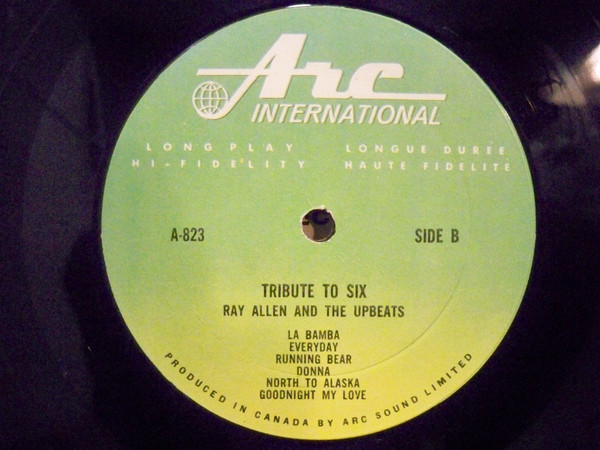 Arc
INTERNATIONAL
LONG PLAY LONGUE DURÉE
HI-FIDELITY HAUTE FIDELITE
A-823 SIDE B
TRIBUTE TO SIX
RAY ALLEN AND THE UPBEATS
LA BAMBA
EVERYDAY
RUNNING BEAR
DONNA
NORTH TO ALASKA
GOODNIGHT MY LOVE
PRODUCED IN CANADA BY ARC SOUND LIMITED